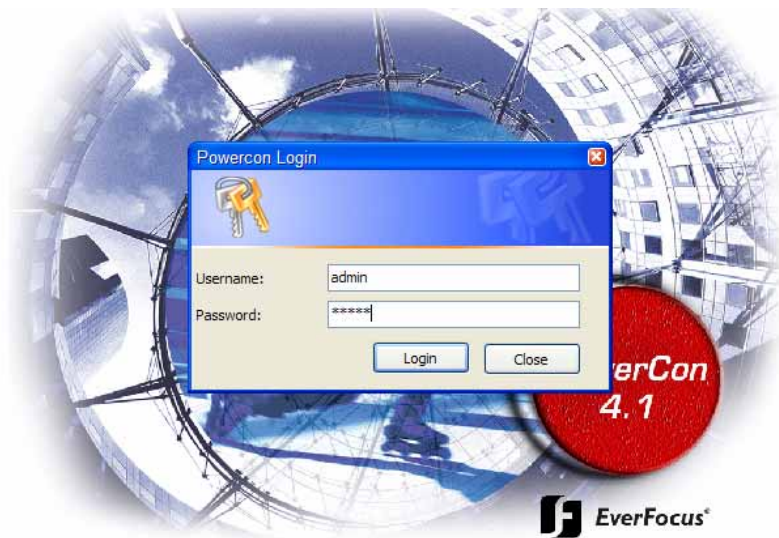 Powercon Login
Username:
admin
Password:
*****
Login
Close
erCon
4.1
EverFocus®